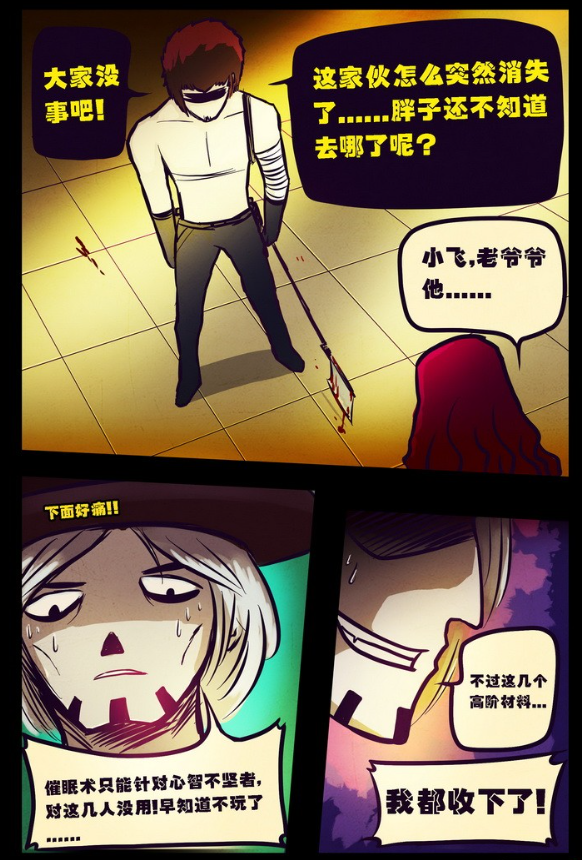 大家没
事吧!
这家伙怎么突然消失
了......胖子还不知道
去哪了呢?
小飞,老爷爷
他......
下面好痛!!
催眠术只能针对心智不坚者,
对这几人没用!早知道不玩了
......
不过这几个
高阶材料...
我都收下了!